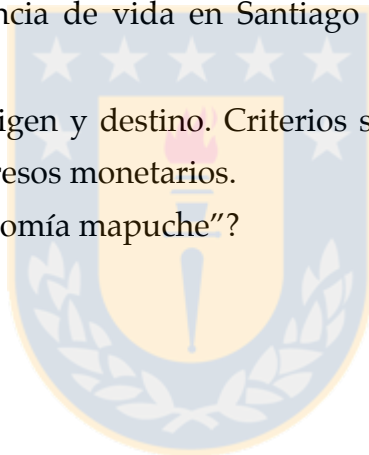 ncia de vida en Santiago
igen y destino. Criterios s
esos monetarios.
omía mapuche”?